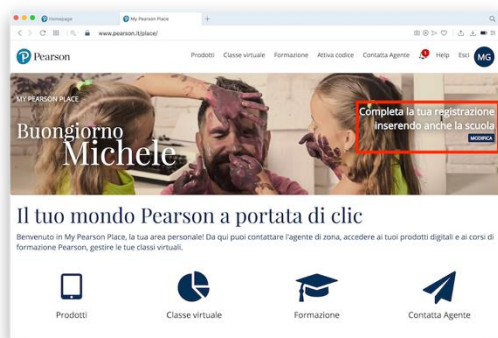 Homepage
My Pearson Place
www.pearson.it/place/
Pearson
Prodotti Classe virtuale Formazione Attiva codice Contatta Agente Help Esci MG
MY PEARSON PLACE
Buongiorno
Michele
Completa la tua registrazione
inserendo anche la scuola
MODIFICA
Il tuo mondo Pearson a portata di clic
Benvenuto in My Pearson Place, la tua area personale! Da qui puoi contattare l'agente di zona, accedere ai tuoi prodotti digitali e ai corsi di
formazione Pearson, gestire le tue classi virtuali.
Prodotti
Classe virtuale
Formazione
Contatta Agente